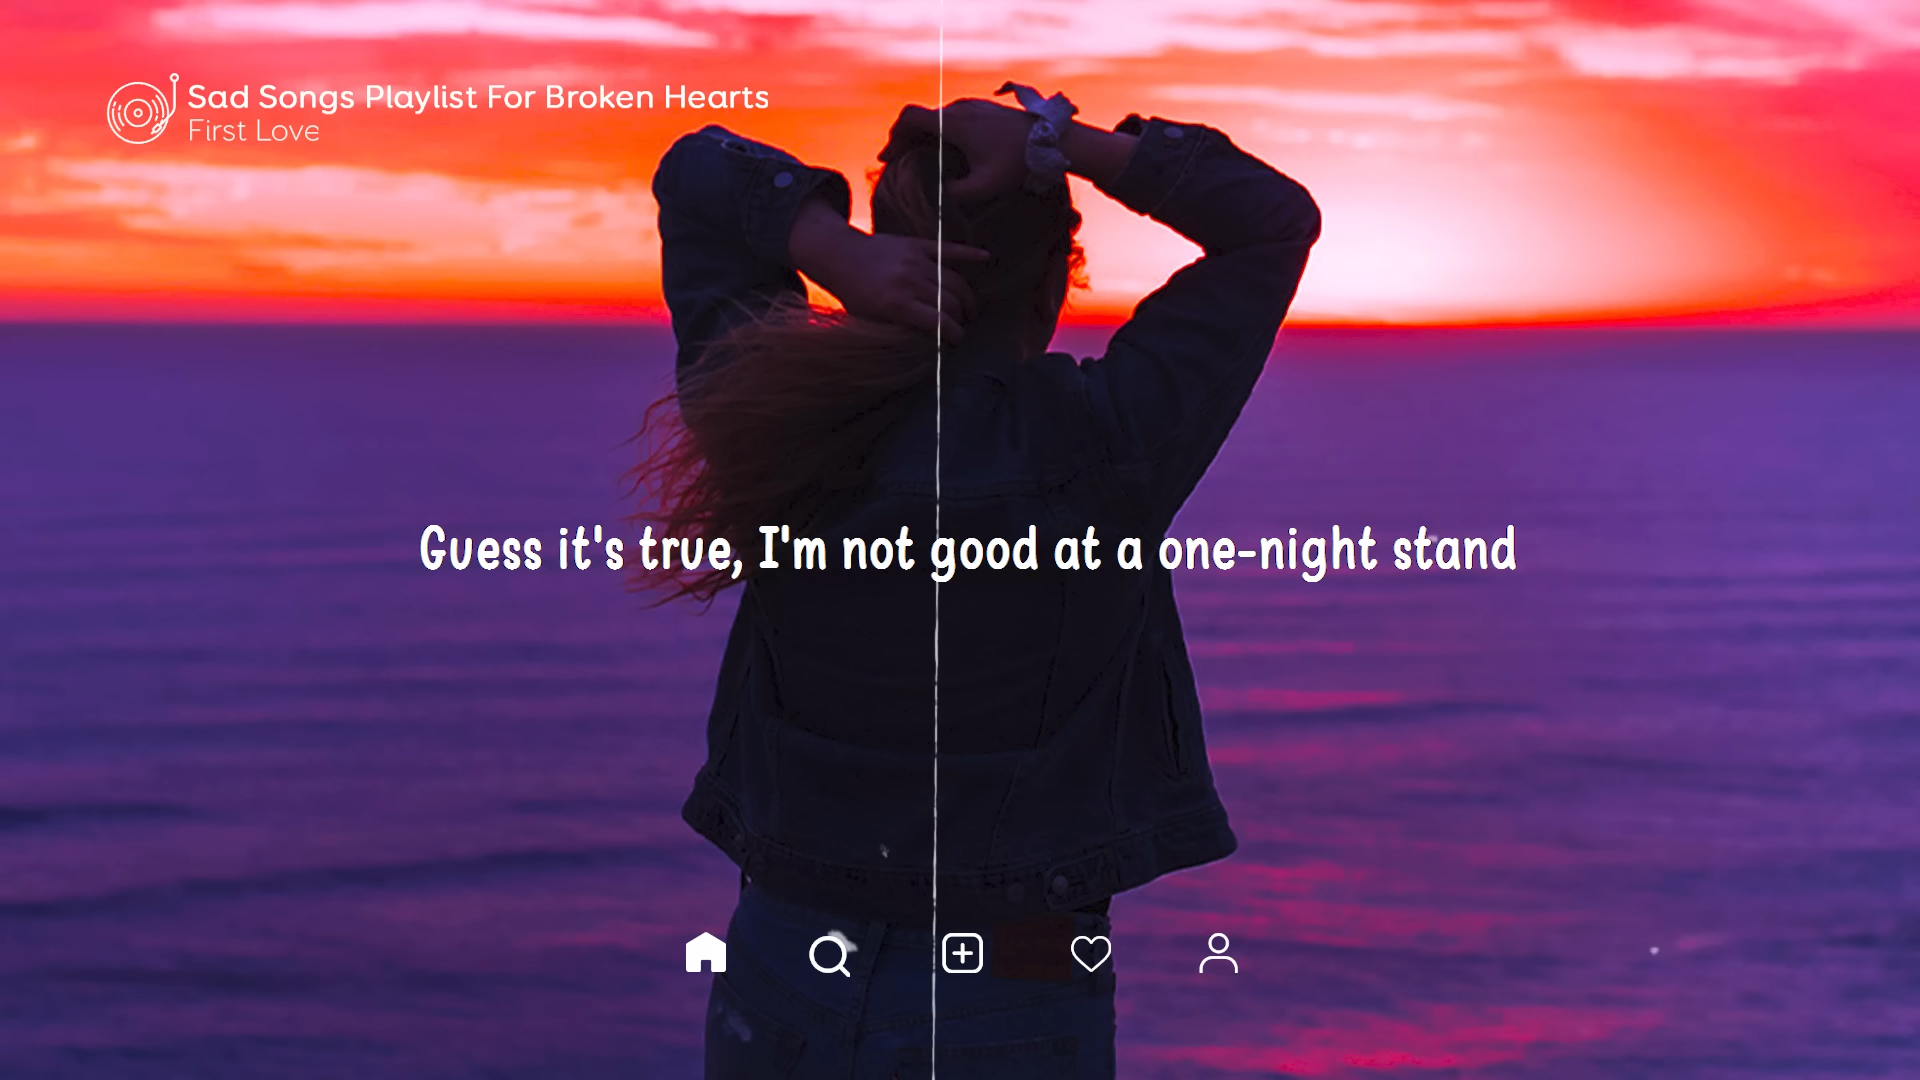 Sad Songs Playlist For Broken Hearts
First Love
Guess it's true, I'm not good at a one-night stand